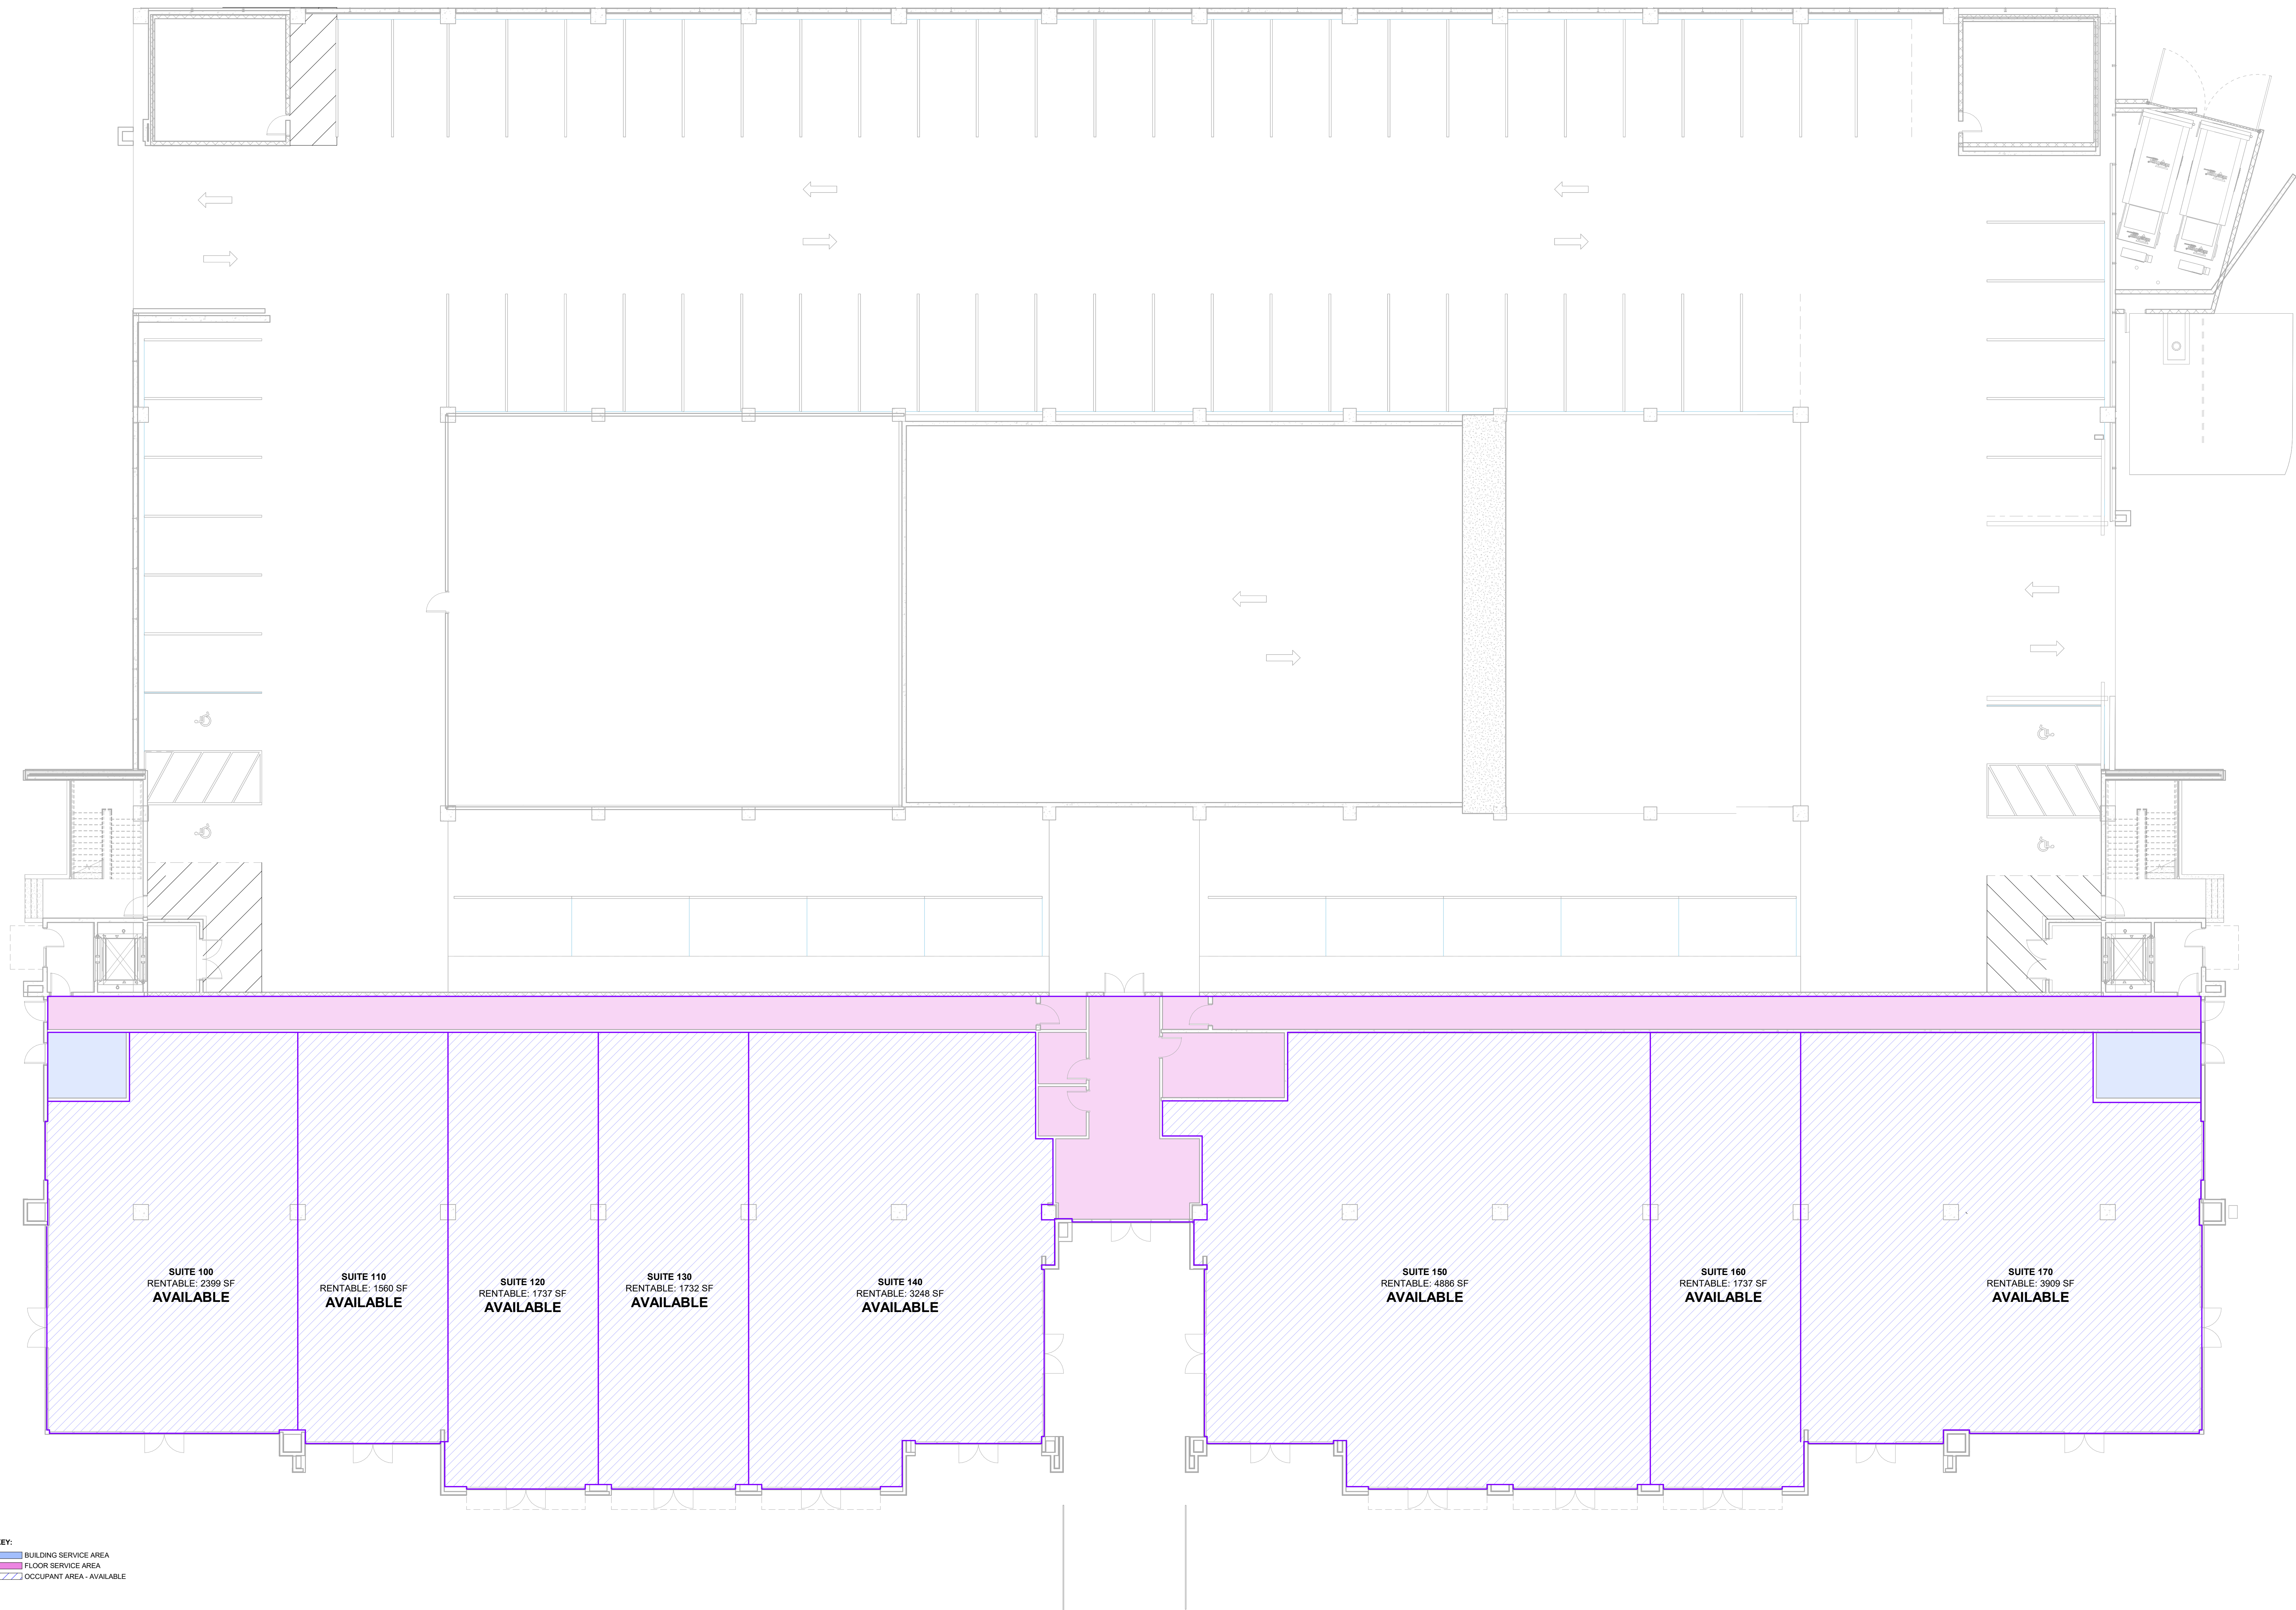 SUITE 100
RENTABLE: 2399 SF
AVAILABLE
SUITE 110
RENTABLE: 1560 SF
AVAILABLE
SUITE 120
RENTABLE: 1737 SF
AVAILABLE
SUITE 130
RENTABLE: 1732 SF
AVAILABLE
SUITE 140
RENTABLE: 3248 SF
AVAILABLE
SUITE 150
RENTABLE: 4886 SF
AVAILABLE
SUITE 160
RENTABLE: 1737 SF
AVAILABLE
SUITE 170
RENTABLE: 3909 SF
AVAILABLE
EY:
BUILDING SERVICE AREA
FLOOR SERVICE AREA
OCCUPANT AREA - AVAILABLE